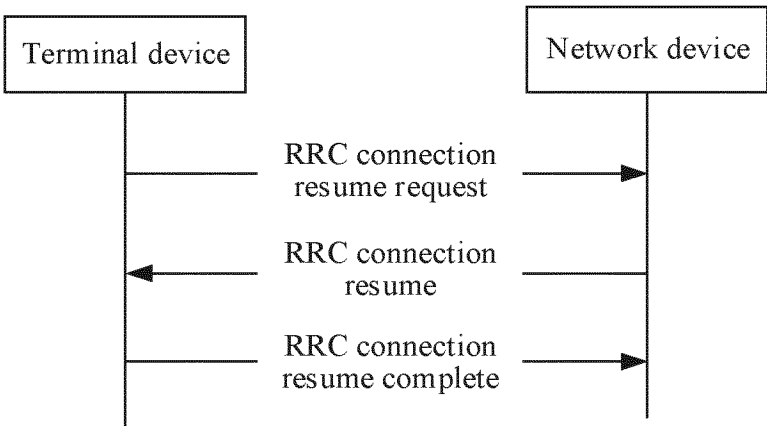 Terminal device
Network device
RRC connection
resume request
RRC connection
resume
RRC connection
resume complete